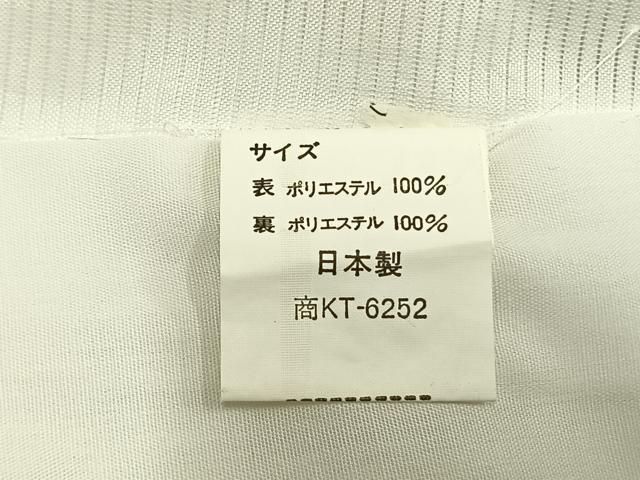 サイズ
表 ポリエステル 100%
裏 ポリエステル 100%
日本製
商KT-6252